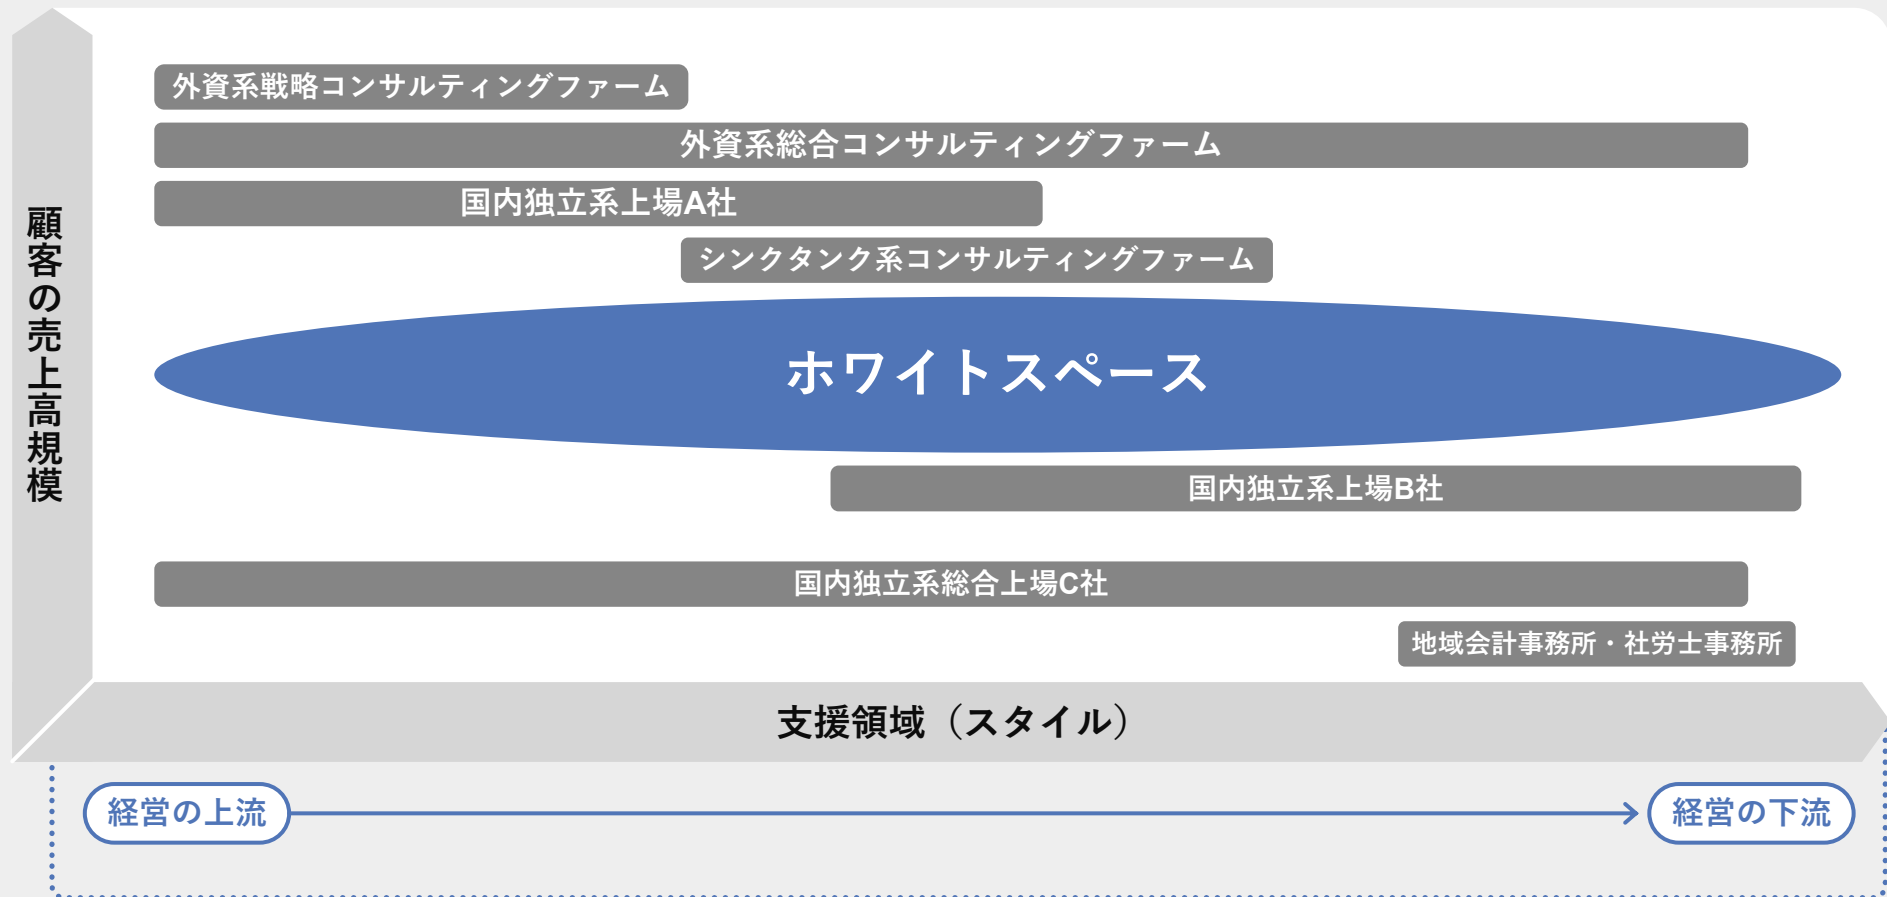 顧客の売上高規模
外資系戦略コンサルティングファーム
外資系総合コンサルティングファーム
国内独立系上場A社
シンクタンク系コンサルティングファーム
ホワイトスペース
国内独立系上場B社
国内独立系総合上場C社
地域会計事務所・社労士事務所
支援領域（スタイル）
経営の上流
経営の下流